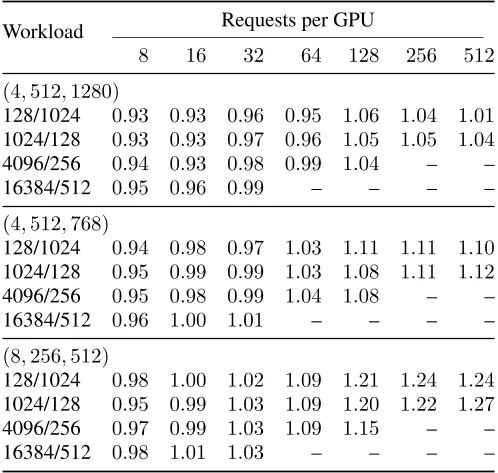 Workload Requests per GPU
8 16 32 64 128 256 512
(4, 512, 1280)
128/1024 0.93 0.93 0.96 0.95 1.06 1.04 1.01
1024/128 0.93 0.93 0.97 0.96 1.05 1.05 1.04
4096/256 0.94 0.93 0.98 0.99 1.04 – –
16384/512 0.95 0.96 0.99 – – – –
(4, 512, 768)
128/1024 0.94 0.98 0.97 1.03 1.11 1.11 1.10
1024/128 0.95 0.99 0.99 1.03 1.08 1.11 1.12
4096/256 0.95 0.98 0.99 1.04 1.08 – –
16384/512 0.96 1.00 1.01 – – – –
(8, 256, 512)
128/1024 0.98 1.00 1.02 1.09 1.21 1.24 1.24
1024/128 0.95 0.99 1.03 1.09 1.20 1.22 1.27
4096/256 0.97 0.99 1.03 1.09 1.15 – –
16384/512 0.98 1.01 1.03 – – – –